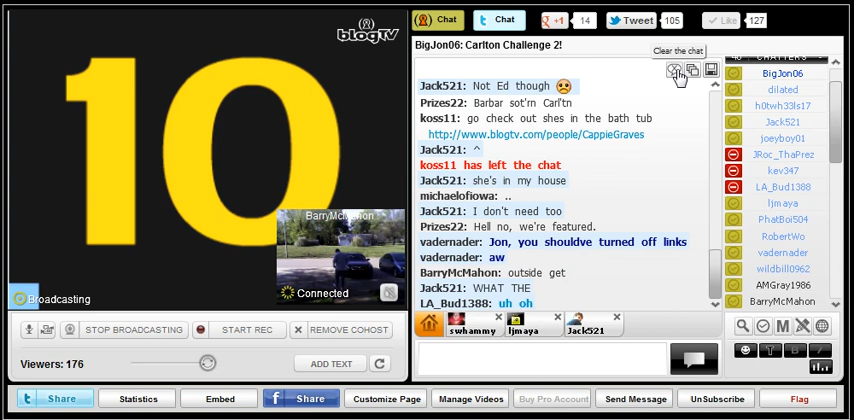 10
blogTV
BarryMcMahon
Broadcasting
Connected
STOP BROADCASTING
START REC
REMOVE COHOST
Viewers: 176
ADD TEXT
Chat
Chat
+1
14
Tweet
105
Like
127
BigJon06: Carlton Challenge 2!
Clear the chat
CHATTERS
Jack521: Not Ed though
Prizes22: Barbar sot'rn Carl'tn
koss11: go check out shes in the bath tub
http://www.blogtv.com/people/CappieGraves
Jack521: ^
koss11 has left the chat
Jack521: she's in my house
michaelofiowa: ..
Jack521: I don't need too
Prizes22: Hell no, we're featured.
vadernader: Jon, you shouldve turned off links
vadernader: aw
BarryMcMahon: outside get
Jack521: WHAT THE
LA_Bud1388: uh oh
swhammy
ljmaya
Jack521
BigJon06
dilated
h0twh33ls17
Jack521
joeyboy01
JRoc_ThaPrez
kev347
LA_Bud1388
ljmaya
PhatBoi504
RobertWo
vadernader
wildbill0962
AMGray1986
BarryMcMahon
M
T
B
I
Share
Statistics
Embed
Share
Customize Page
Manage Videos
Buy Pro Account
Send Message
UnSubscribe
Flag